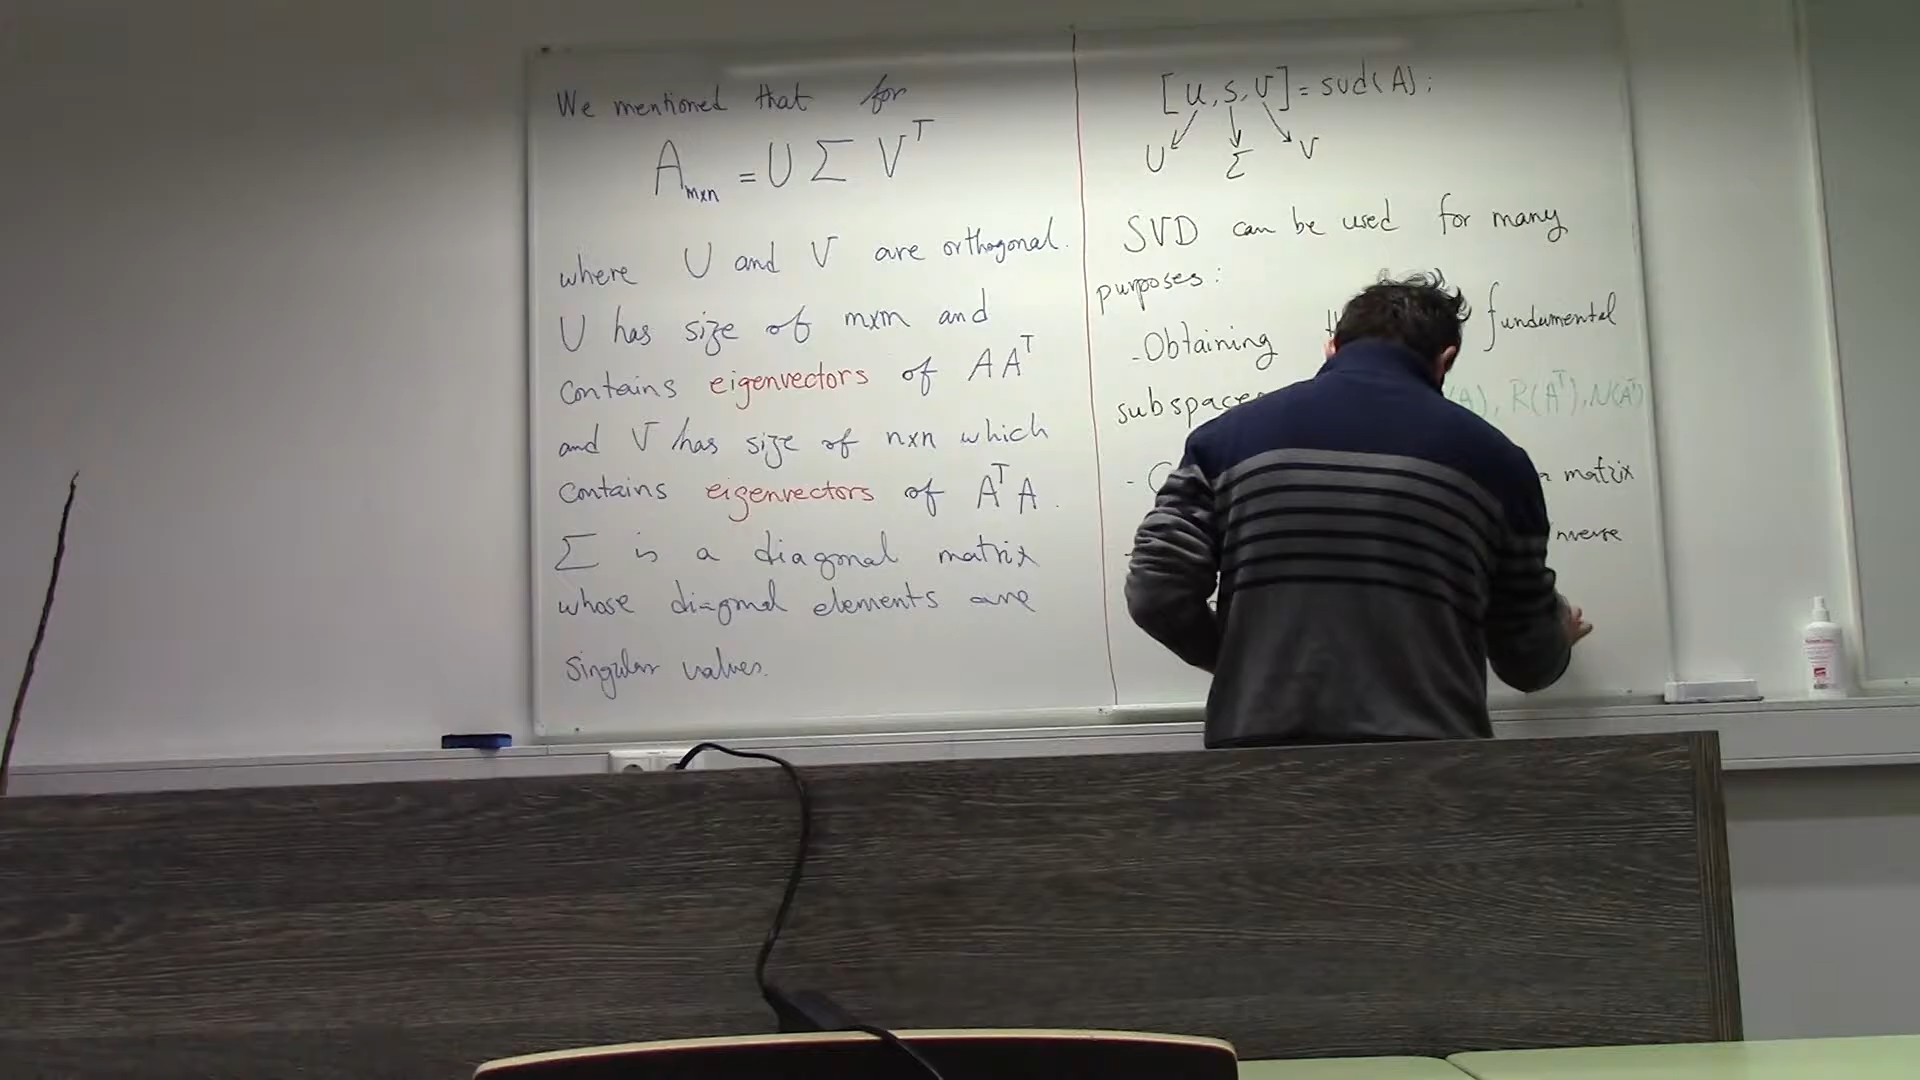 We mentioned that for
A_mxn = U Σ V^T
where U and V are orthogonal.
U has size of mxm and
contains eigenvectors of A A^T
and V has size of nxn which
contains eigenvectors of A^T A.
Σ is a diagonal matrix
whose diagonal elements are
singular values.
[U, S, V] = svd(A);
U Σ V
SVD can be used for many
purposes:
- Obtaining fundamental
subspaces (A), R(A^T), N(A^T)
- a matrix
- inverse